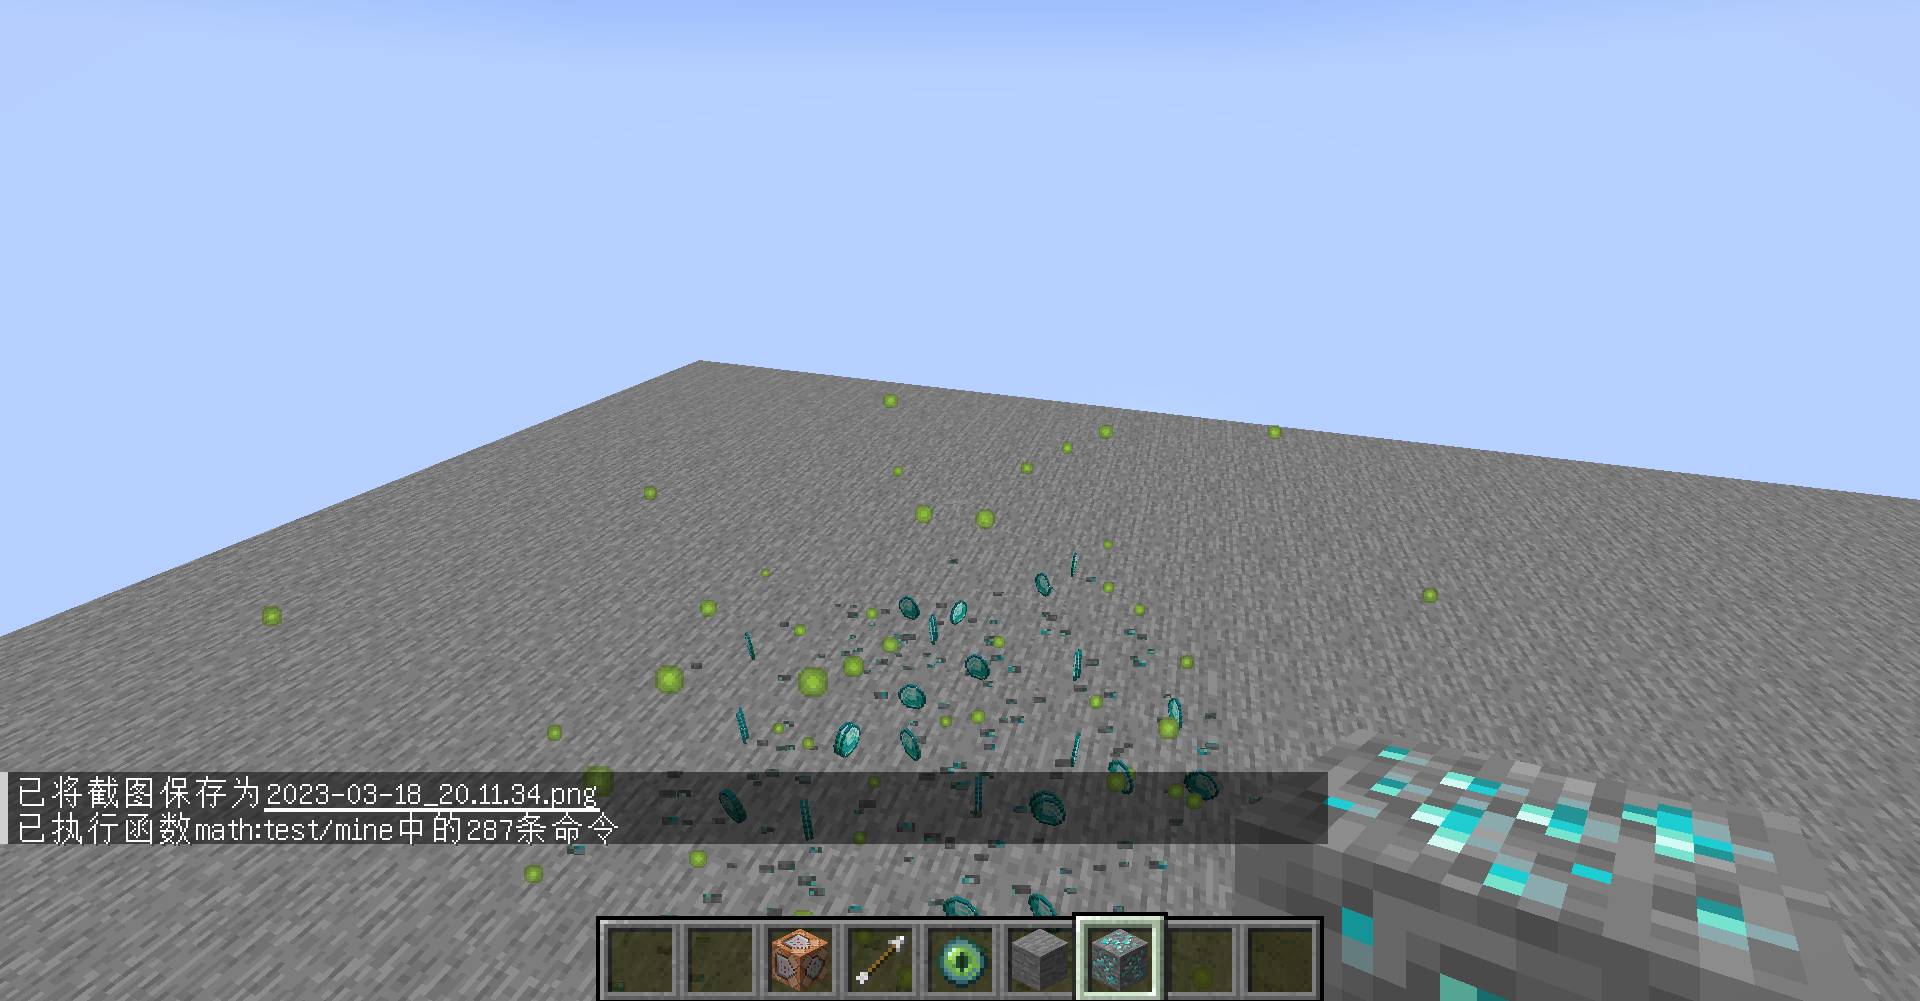 已将截图保存为2023-03-18_20.11.34.png
已执行函数math:test/mine中的287条命令